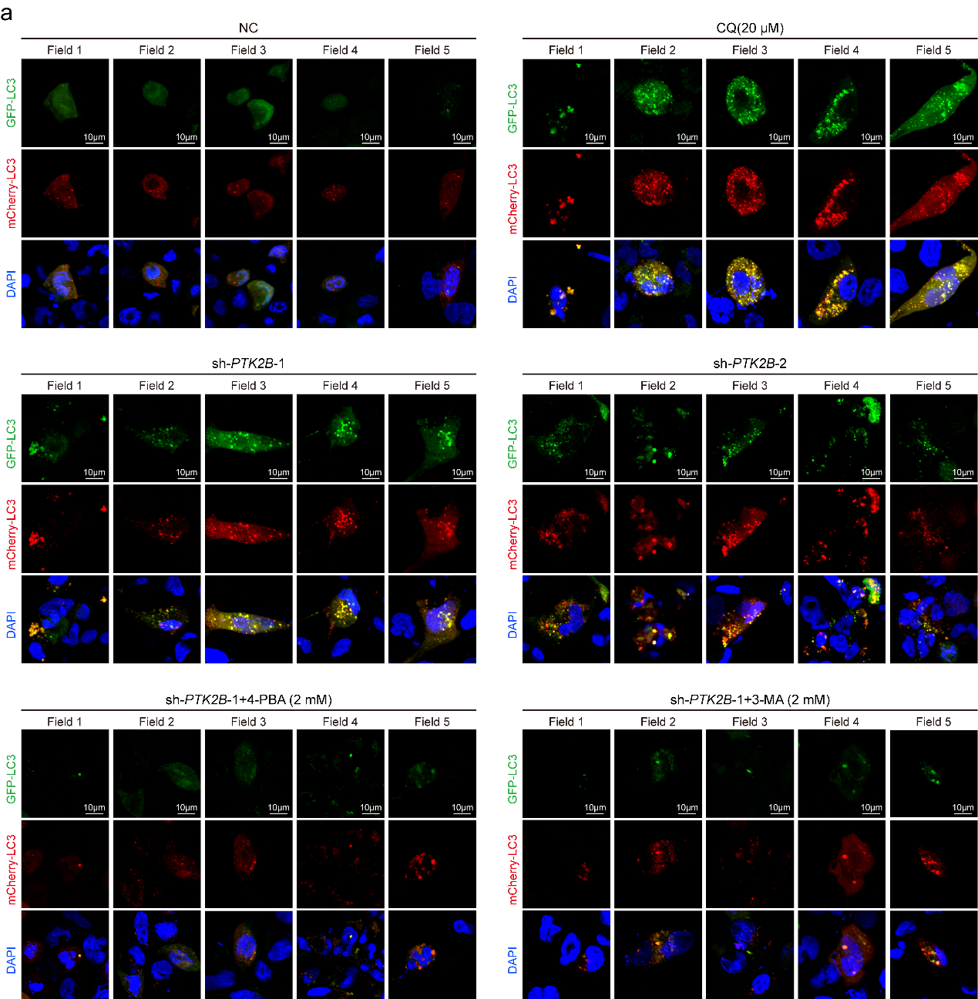 a
NC
Field 1 Field 2 Field 3 Field 4 Field 5
GFP-LC3
10μm 10μm 10μm 10μm 10μm
mCherry-LC3
DAPI
CQ(20 μM)
Field 1 Field 2 Field 3 Field 4 Field 5
GFP-LC3
10μm 10μm 10μm 10μm 10μm
mCherry-LC3
DAPI
sh-PTK2B-1
Field 1 Field 2 Field 3 Field 4 Field 5
GFP-LC3
10μm 10μm 10μm 10μm 10μm
mCherry-LC3
DAPI
sh-PTK2B-2
Field 1 Field 2 Field 3 Field 4 Field 5
GFP-LC3
10μm 10μm 10μm 10μm 10μm
mCherry-LC3
DAPI
sh-PTK2B-1+4-PBA (2 mM)
Field 1 Field 2 Field 3 Field 4 Field 5
GFP-LC3
10μm 10μm 10μm 10μm 10μm
mCherry-LC3
DAPI
sh-PTK2B-1+3-MA (2 mM)
Field 1 Field 2 Field 3 Field 4 Field 5
GFP-LC3
10μm 10μm 10μm 10μm 10μm
mCherry-LC3
DAPI